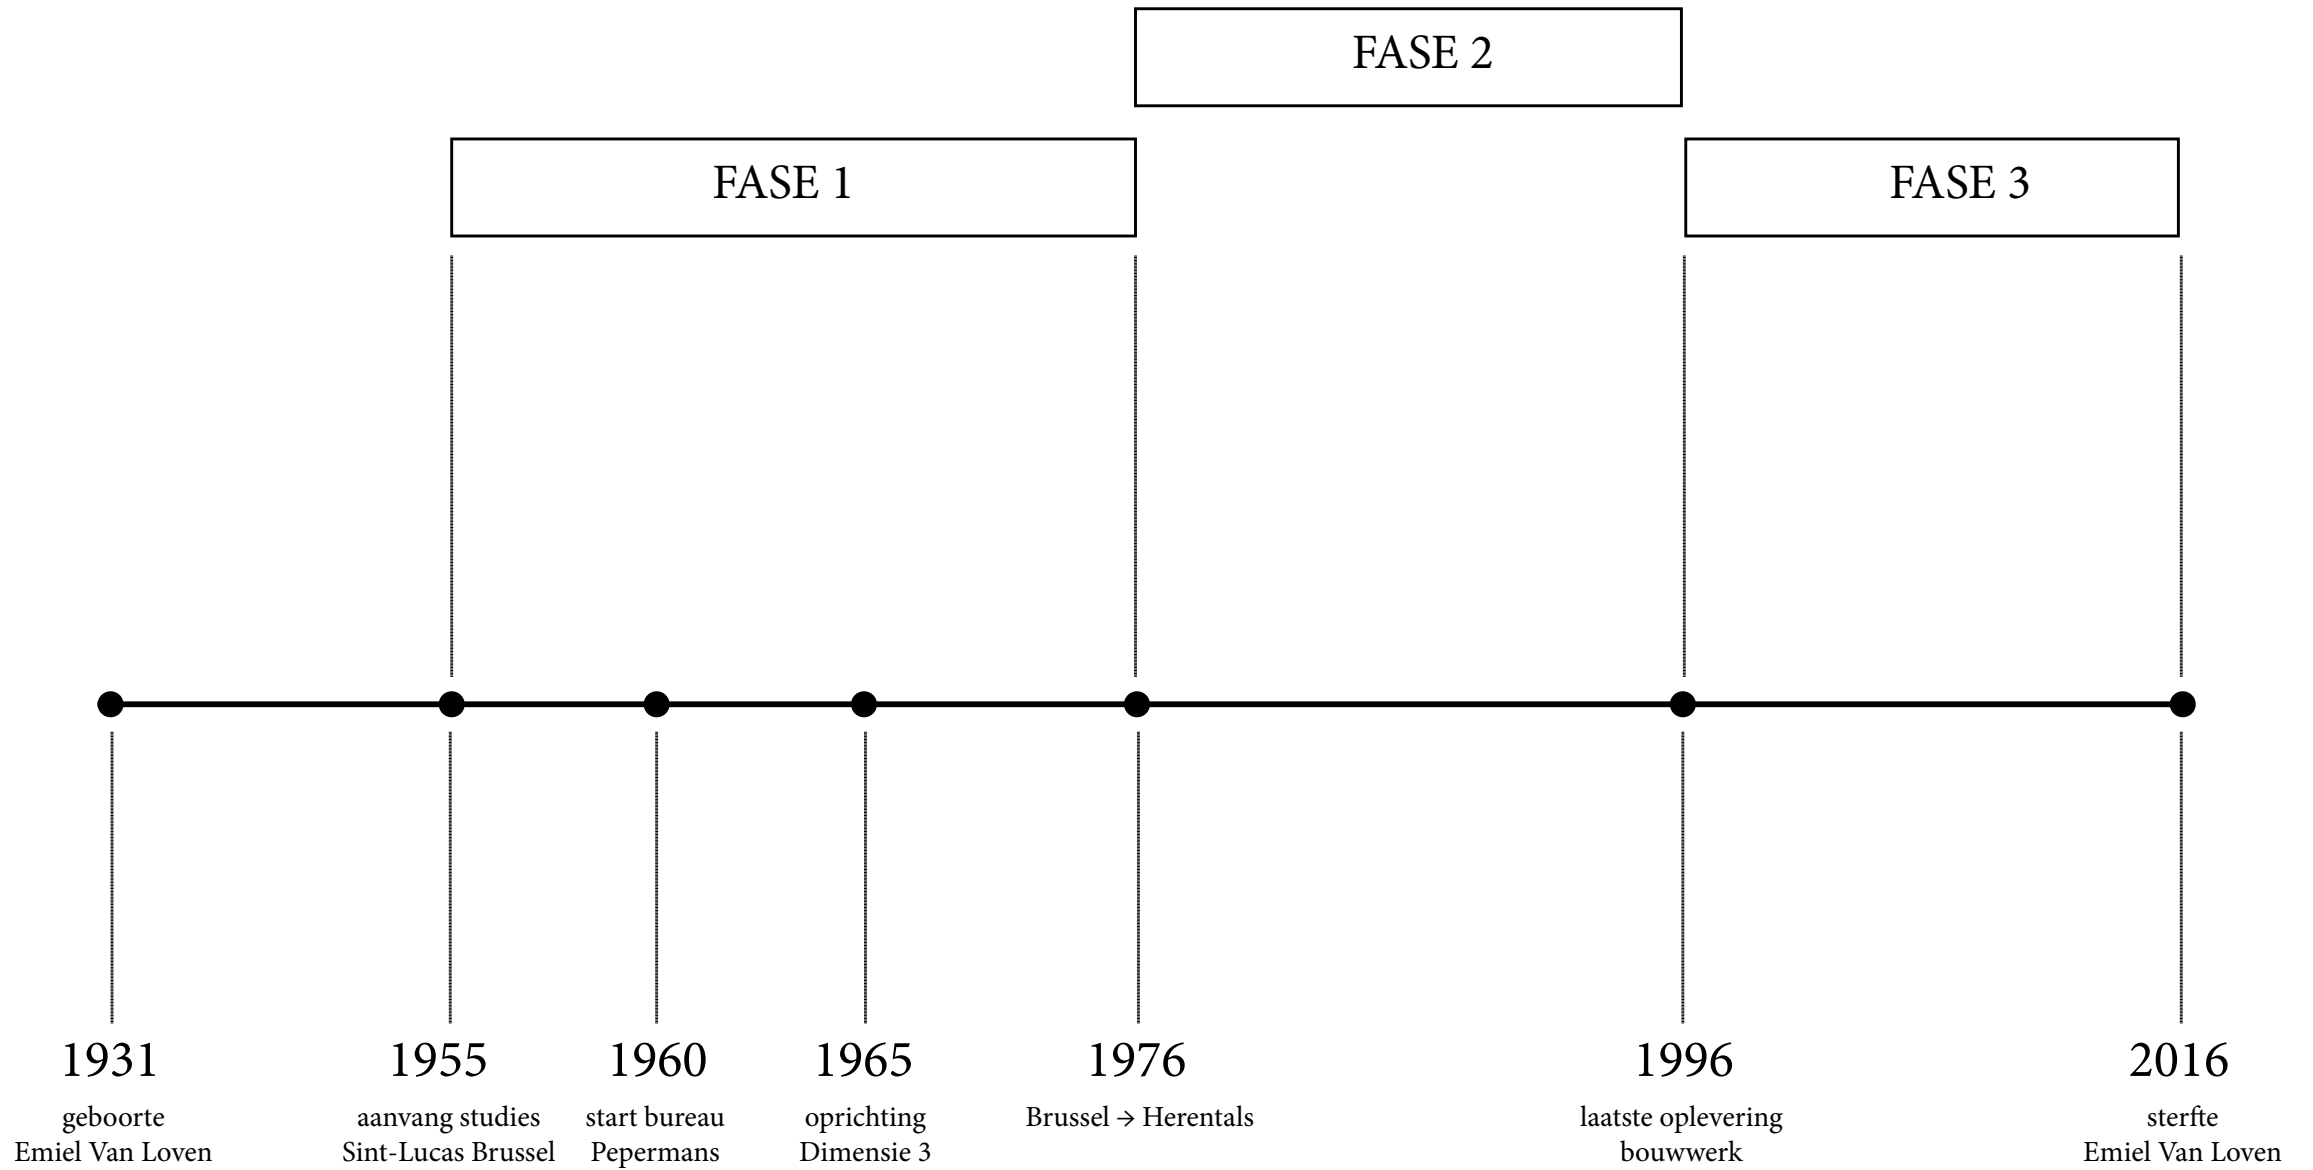 FASE 2
FASE 1
FASE 3
1931
geboorte
Emiel Van Loven
1955
aanvang studies
Sint-Lucas Brussel
1960
start bureau
Pepermans
1965
oprichting
Dimensie 3
1976
Brussel → Herentals
1996
laatste oplevering
bouwwerk
2016
sterfte
Emiel Van Loven